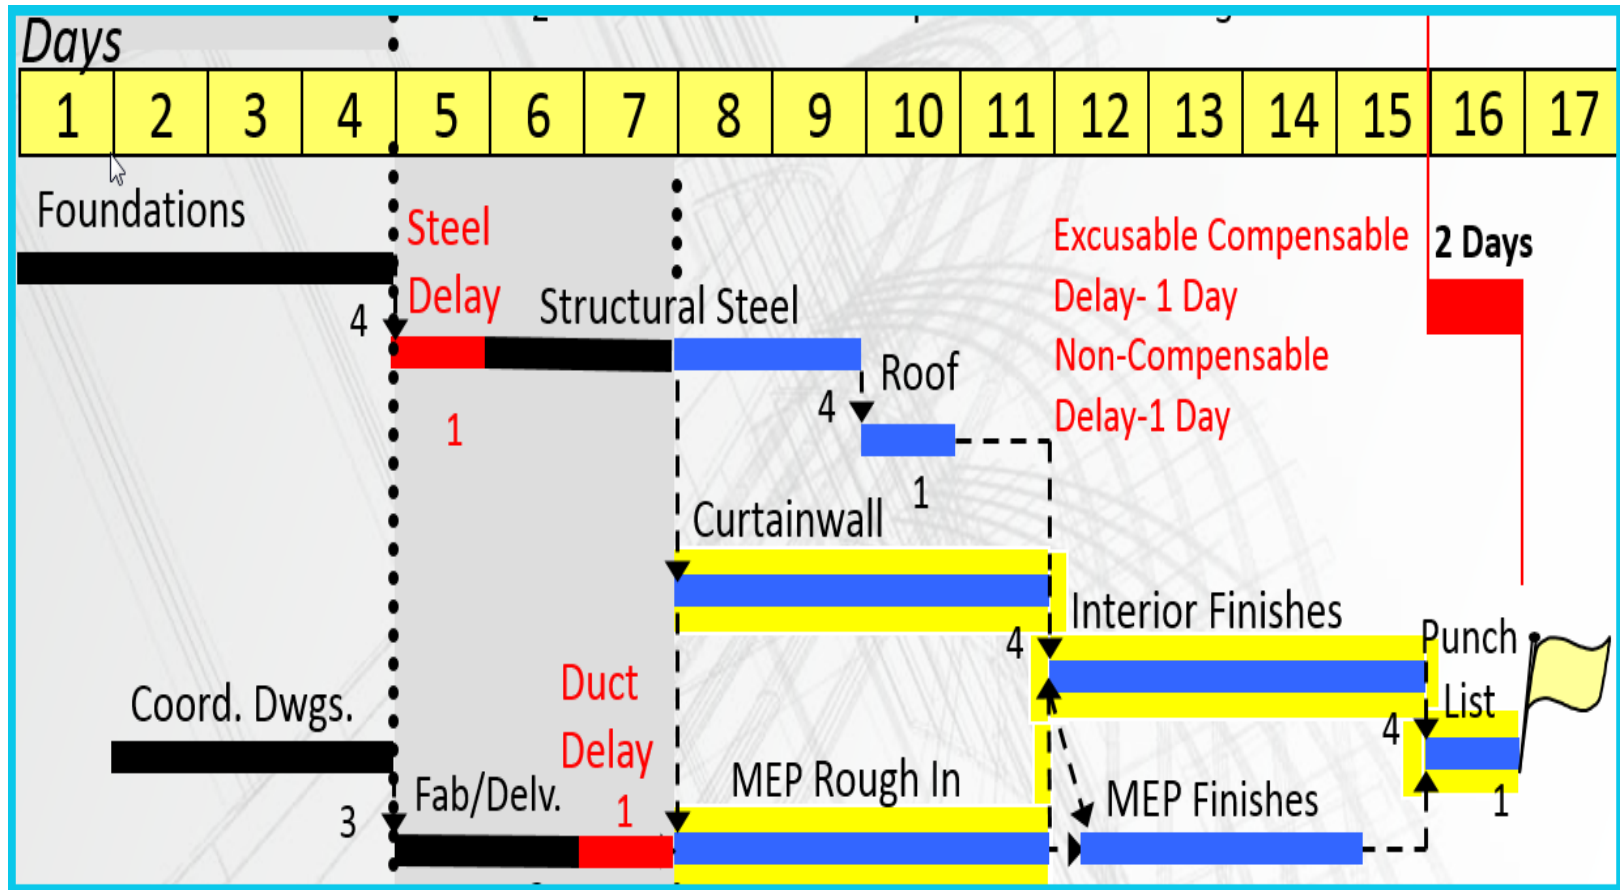 Days
1 2 3 4 5 6 7 8 9 10 11 12 13 14 15 16 17
Foundations
4
Steel
Delay
1
Structural Steel
4
Roof
1
Excusable Compensable
Delay- 1 Day
Non-Compensable
Delay-1 Day
2 Days
Curtainwall
4
Interior Finishes
Punch
List
4
1
Coord. Dwgs.
3
Fab/Delv.
Duct
Delay
1
MEP Rough In
MEP Finishes